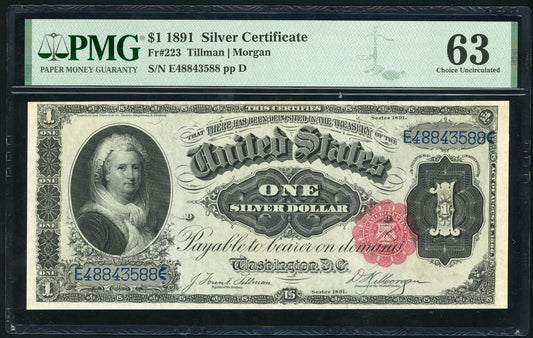 PMG
PAPER MONEY GUARANTY
$1 1891 Silver Certificate
Fr#223 Tillman | Morgan
S/N E48843588 pp D
63
Choice Uncirculated
THIS CERTIFIES
Series 1891.
THAT THERE HAS BEEN DEPOSITED IN THE TREASURY OF THE
E48843588
United States
ONE
SILVER DOLLAR
1
Payable to bearer on demand
Washington, D.C.
E48843588
Series 1891.